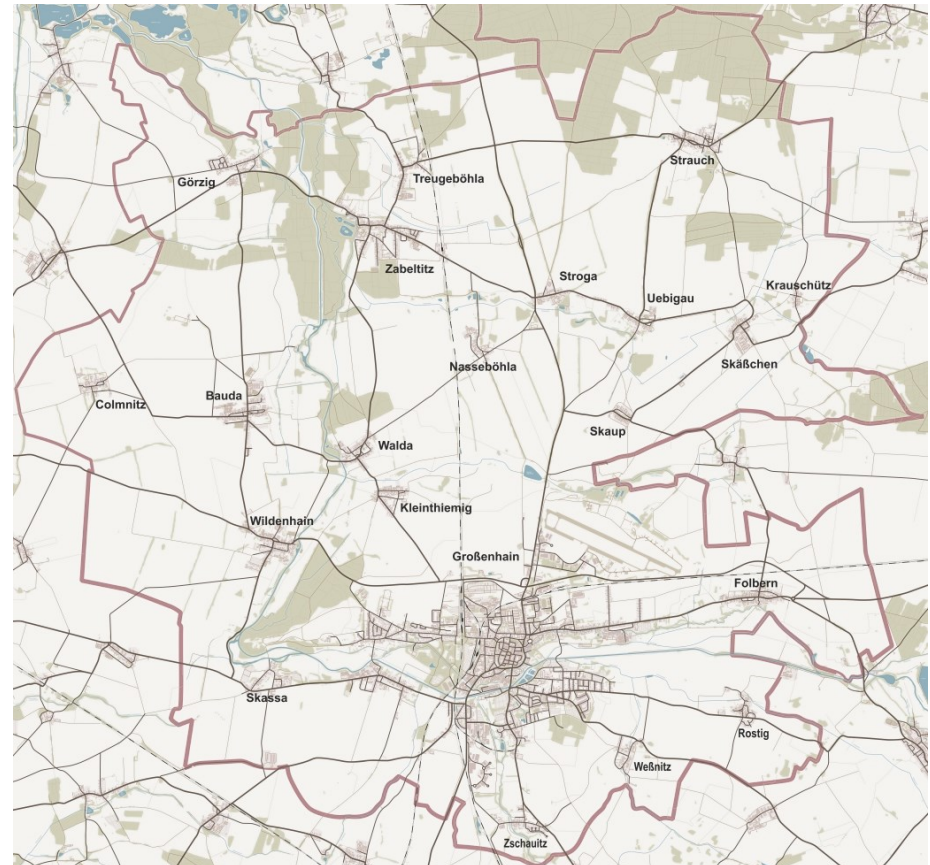 Strauch
Görzig
Treugeböhla
Zabeltitz
Stroga
Krauschütz
Uebigau
Nasseböhla
Skäßchen
Colmnitz
Bauda
Skaup
Walda
Kleinthiemig
Wildenhain
Großenhain
Folbern
Skassa
Rostig
Weßnitz
Zschauitz